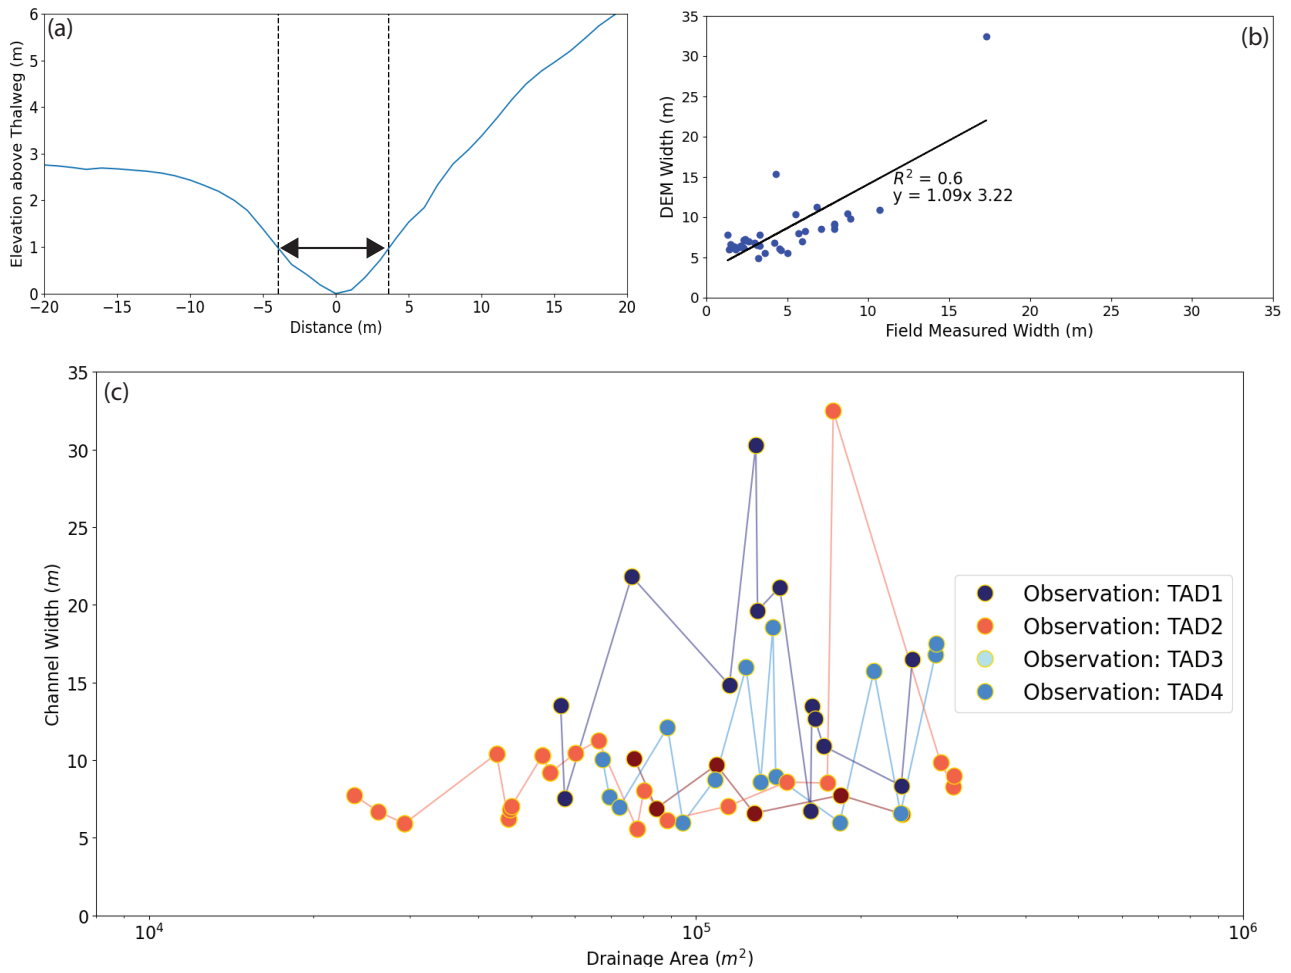 (a)
6
5
4
3
2
1
0
Elevation above Thalweg (m)
−20 −15 −10 −5 0 5 10 15 20
Distance (m)
(b)
35
30
25
20
15
10
5
0
DEM Width (m)
R² = 0.6
y = 1.09x 3.22
0 5 10 15 20 25 30 35
Field Measured Width (m)
(c)
35
30
25
20
15
10
5
0
Channel Width (m)
Observation: TAD1
Observation: TAD2
Observation: TAD3
Observation: TAD4
10⁴ 10⁵ 10⁶
Drainage Area (m²)